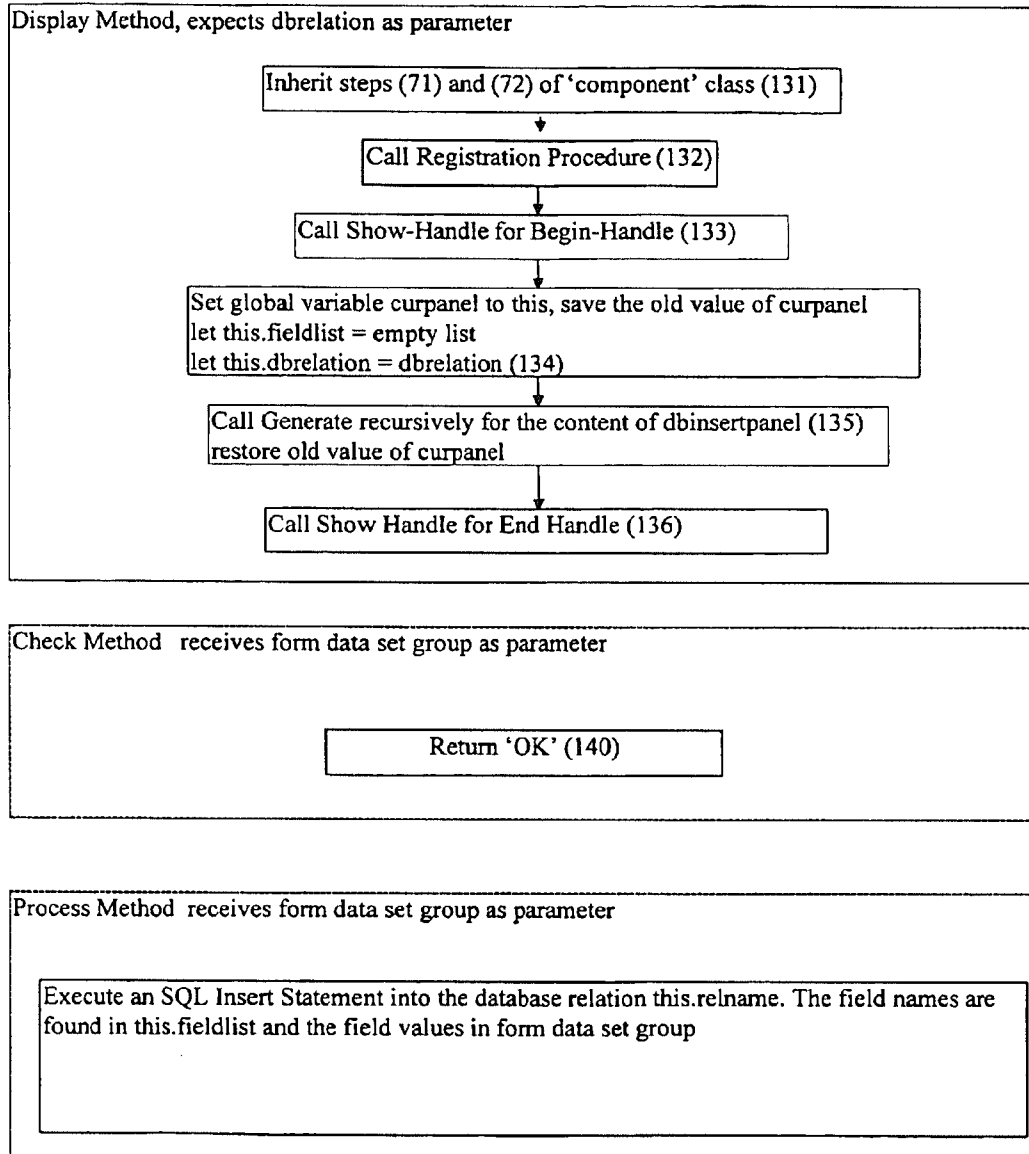 Display Method, expects dbrelation as parameter
Inherit steps (71) and (72) of ‘component’ class (131)
Call Registration Procedure (132)
Call Show-Handle for Begin-Handle (133)
Set global variable curpanel to this, save the old value of curpanel
let this.fieldlist = empty list
let this.dbrelation = dbrelation (134)
Call Generate recursively for the content of dbinsertpanel (135)
restore old value of curpanel
Call Show Handle for End Handle (136)
Check Method receives form data set group as parameter
Return ‘OK’ (140)
Process Method receives form data set group as parameter
Execute an SQL Insert Statement into the database relation this.relname. The field names are
found in this.fieldlist and the field values in form data set group